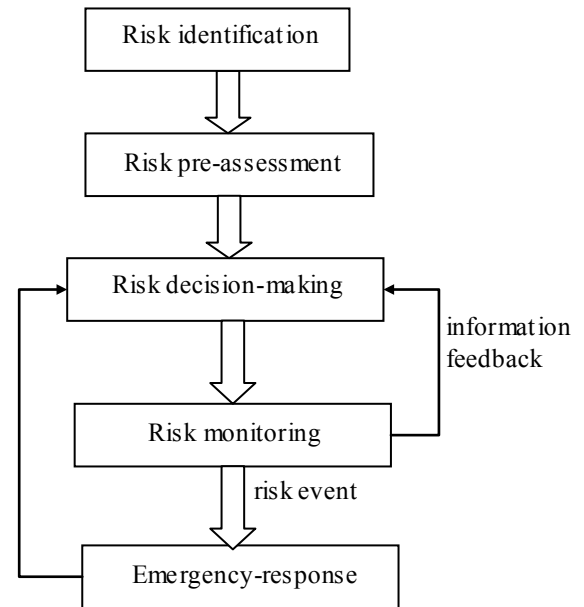 Risk identification
Risk pre-assessment
Risk decision-making
information
feedback
Risk monitoring
risk event
Emergency-response